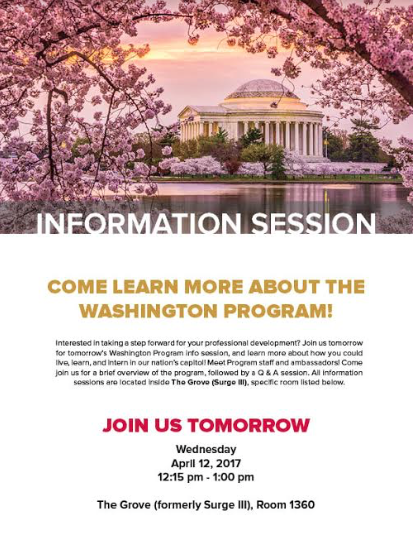 INFORMATION SESSION
COME LEARN MORE ABOUT THE
WASHINGTON PROGRAM!
Interested in taking a step forward for your professional development? Join us tomorrow
for tomorrow's Washington Program info session, and learn more about how you could
live, learn, and intern in our nation's capitol! Meet Program staff and ambassadors! Come
join us for a brief overview of the program, followed by a Q & A session. All information
sessions are located inside The Grove (Surge III), specific room listed below.
JOIN US TOMORROW
Wednesday
April 12, 2017
12:15 pm - 1:00 pm
The Grove (formerly Surge III), Room 1360